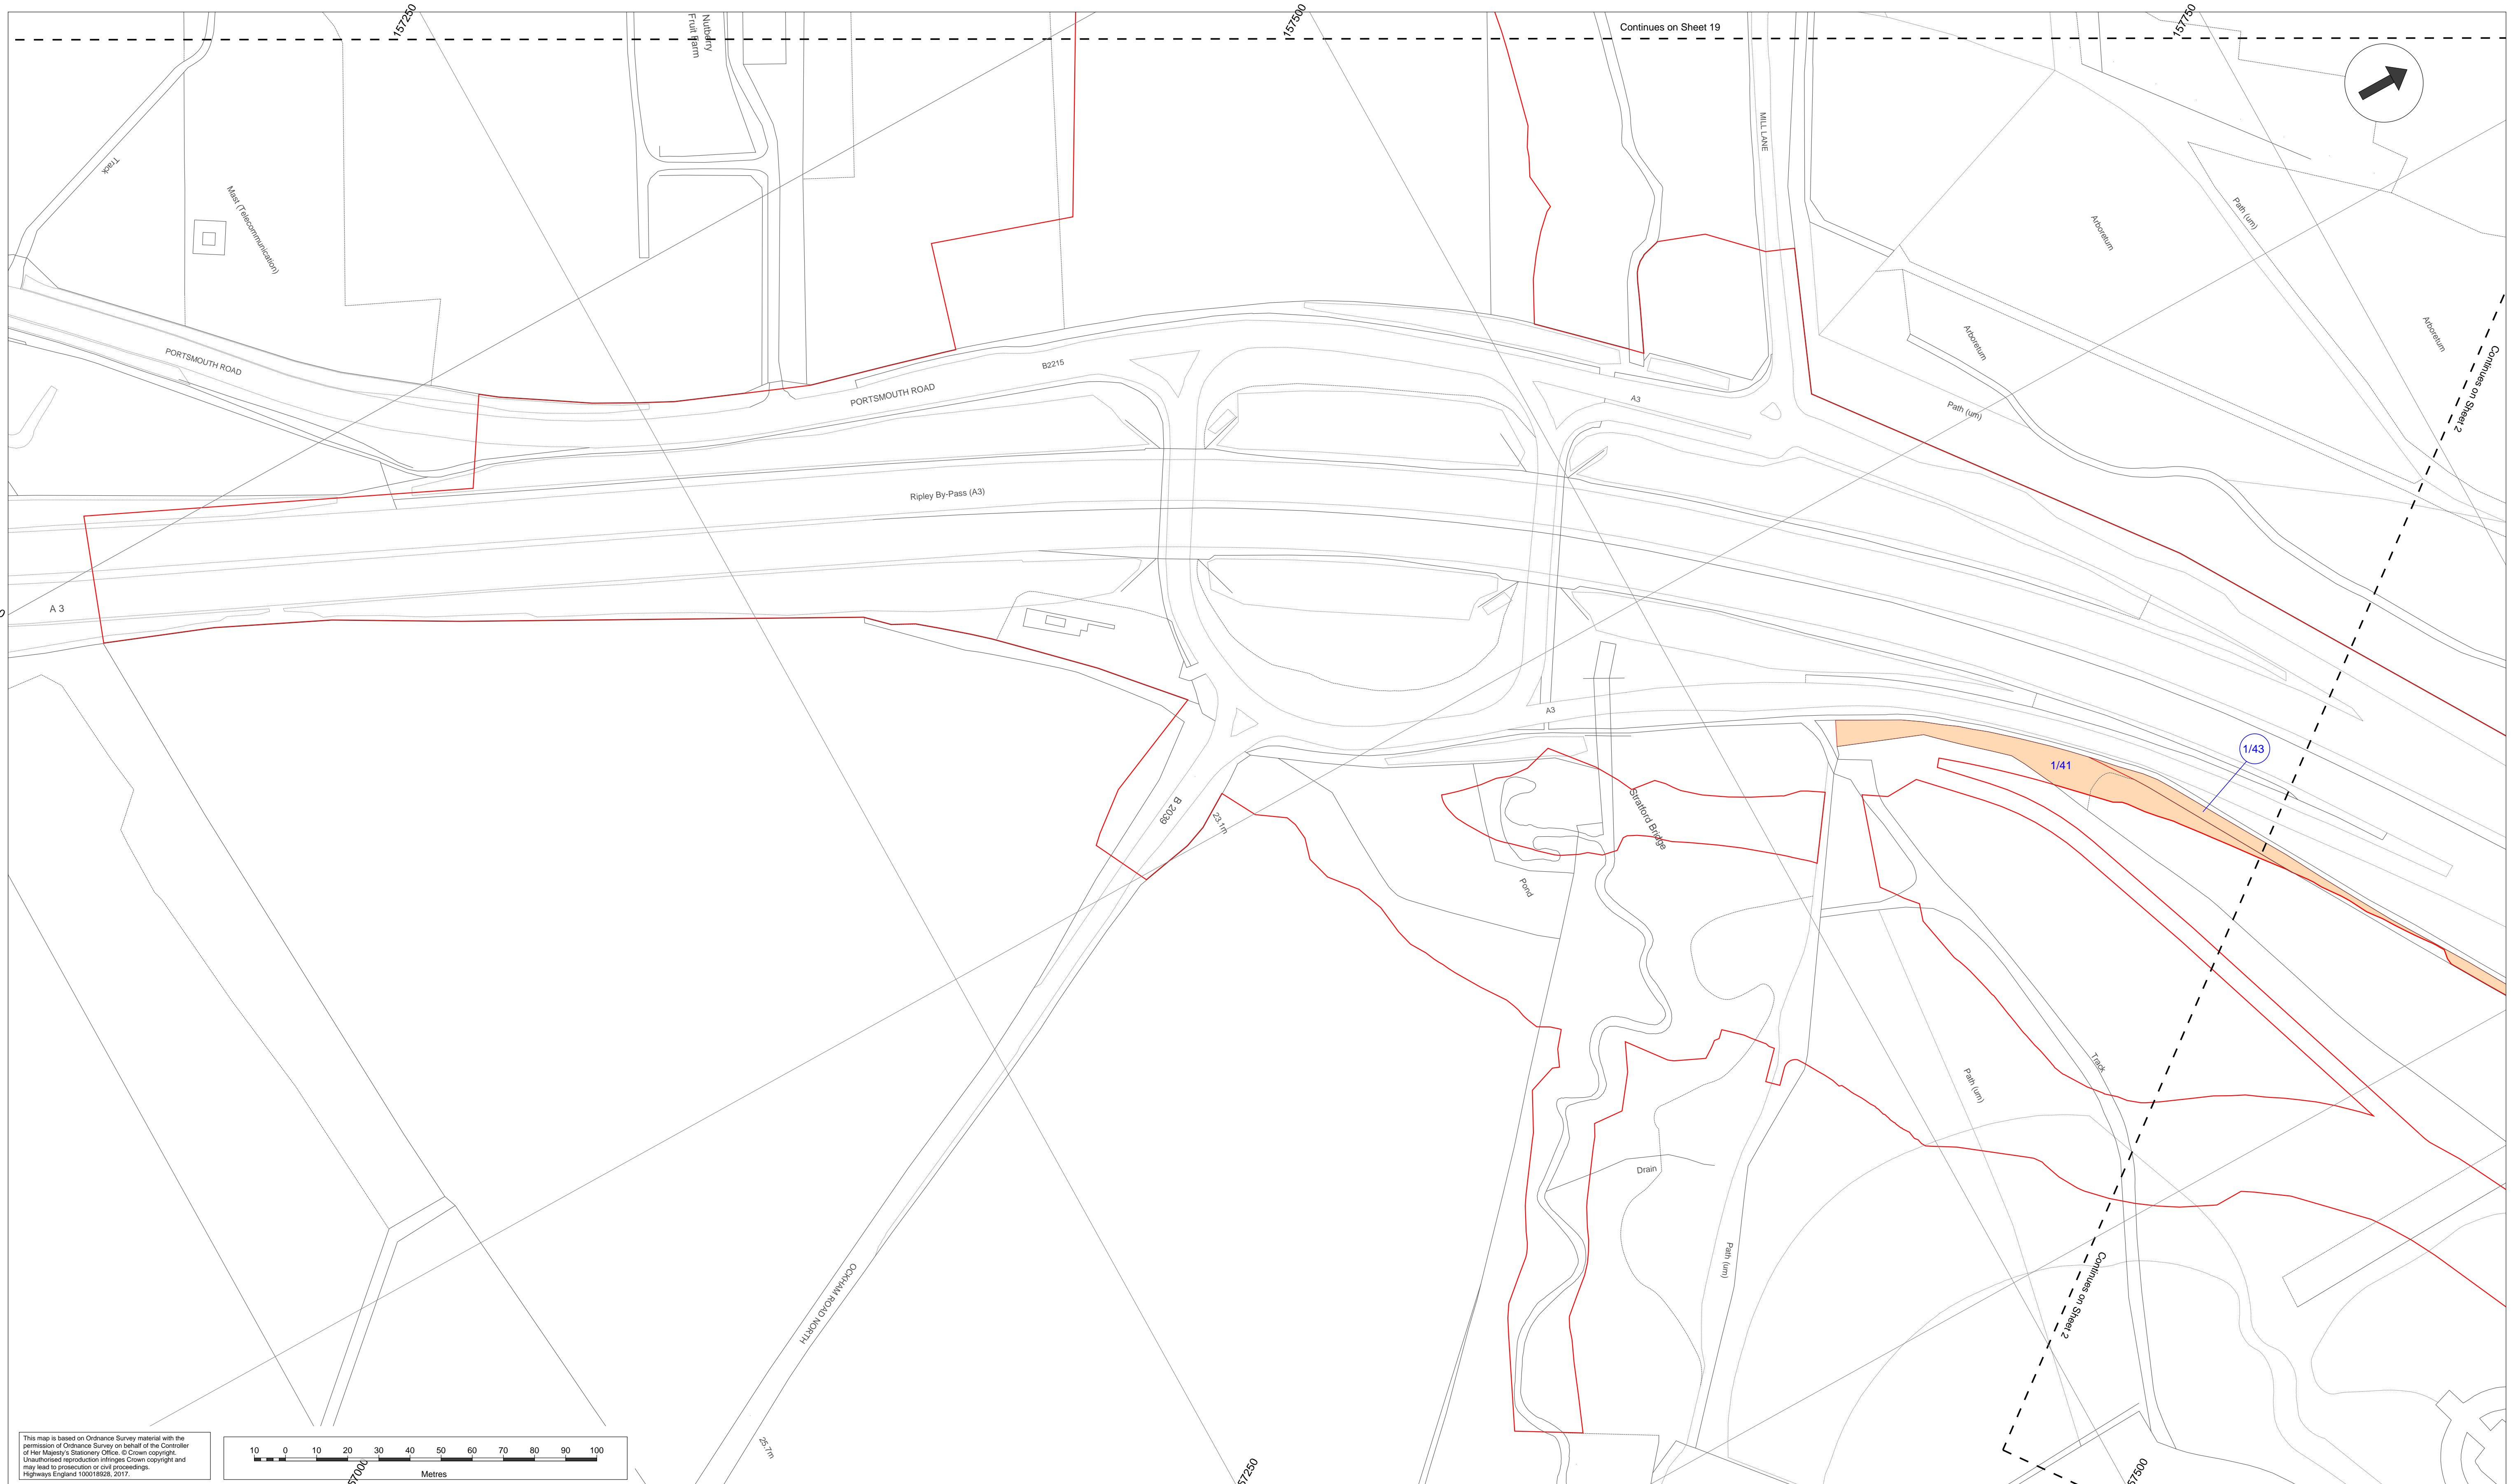 157250
157500
157750
Continues on Sheet 19
Nutberry
Fruit Farm
MILL LANE
Track
Mast (Telecommunication)
Path (um)
Arboretum
Arboretum
Arboretum
Continues on Sheet 2
PORTSMOUTH ROAD
B2215
PORTSMOUTH ROAD
A3
Path (um)
Ripley By-Pass (A3)
A 3
A3
1/43
1/41
B 2039
23.1m
Stratford Bridge
Pond
Track
Path (um)
Drain
Path (um)
Continues on Sheet 2
OCKHAM ROAD NORTH
25.7m
This map is based on Ordnance Survey material with the
permission of Ordnance Survey on behalf of the Controller
of Her Majesty's Stationery Office. © Crown copyright.
Unauthorised reproduction infringes Crown copyright and
may lead to prosecution or civil proceedings.
Highways England 100018928, 2017.
10 0 10 20 30 40 50 60 70 80 90 100
Metres
57000
57250
57500